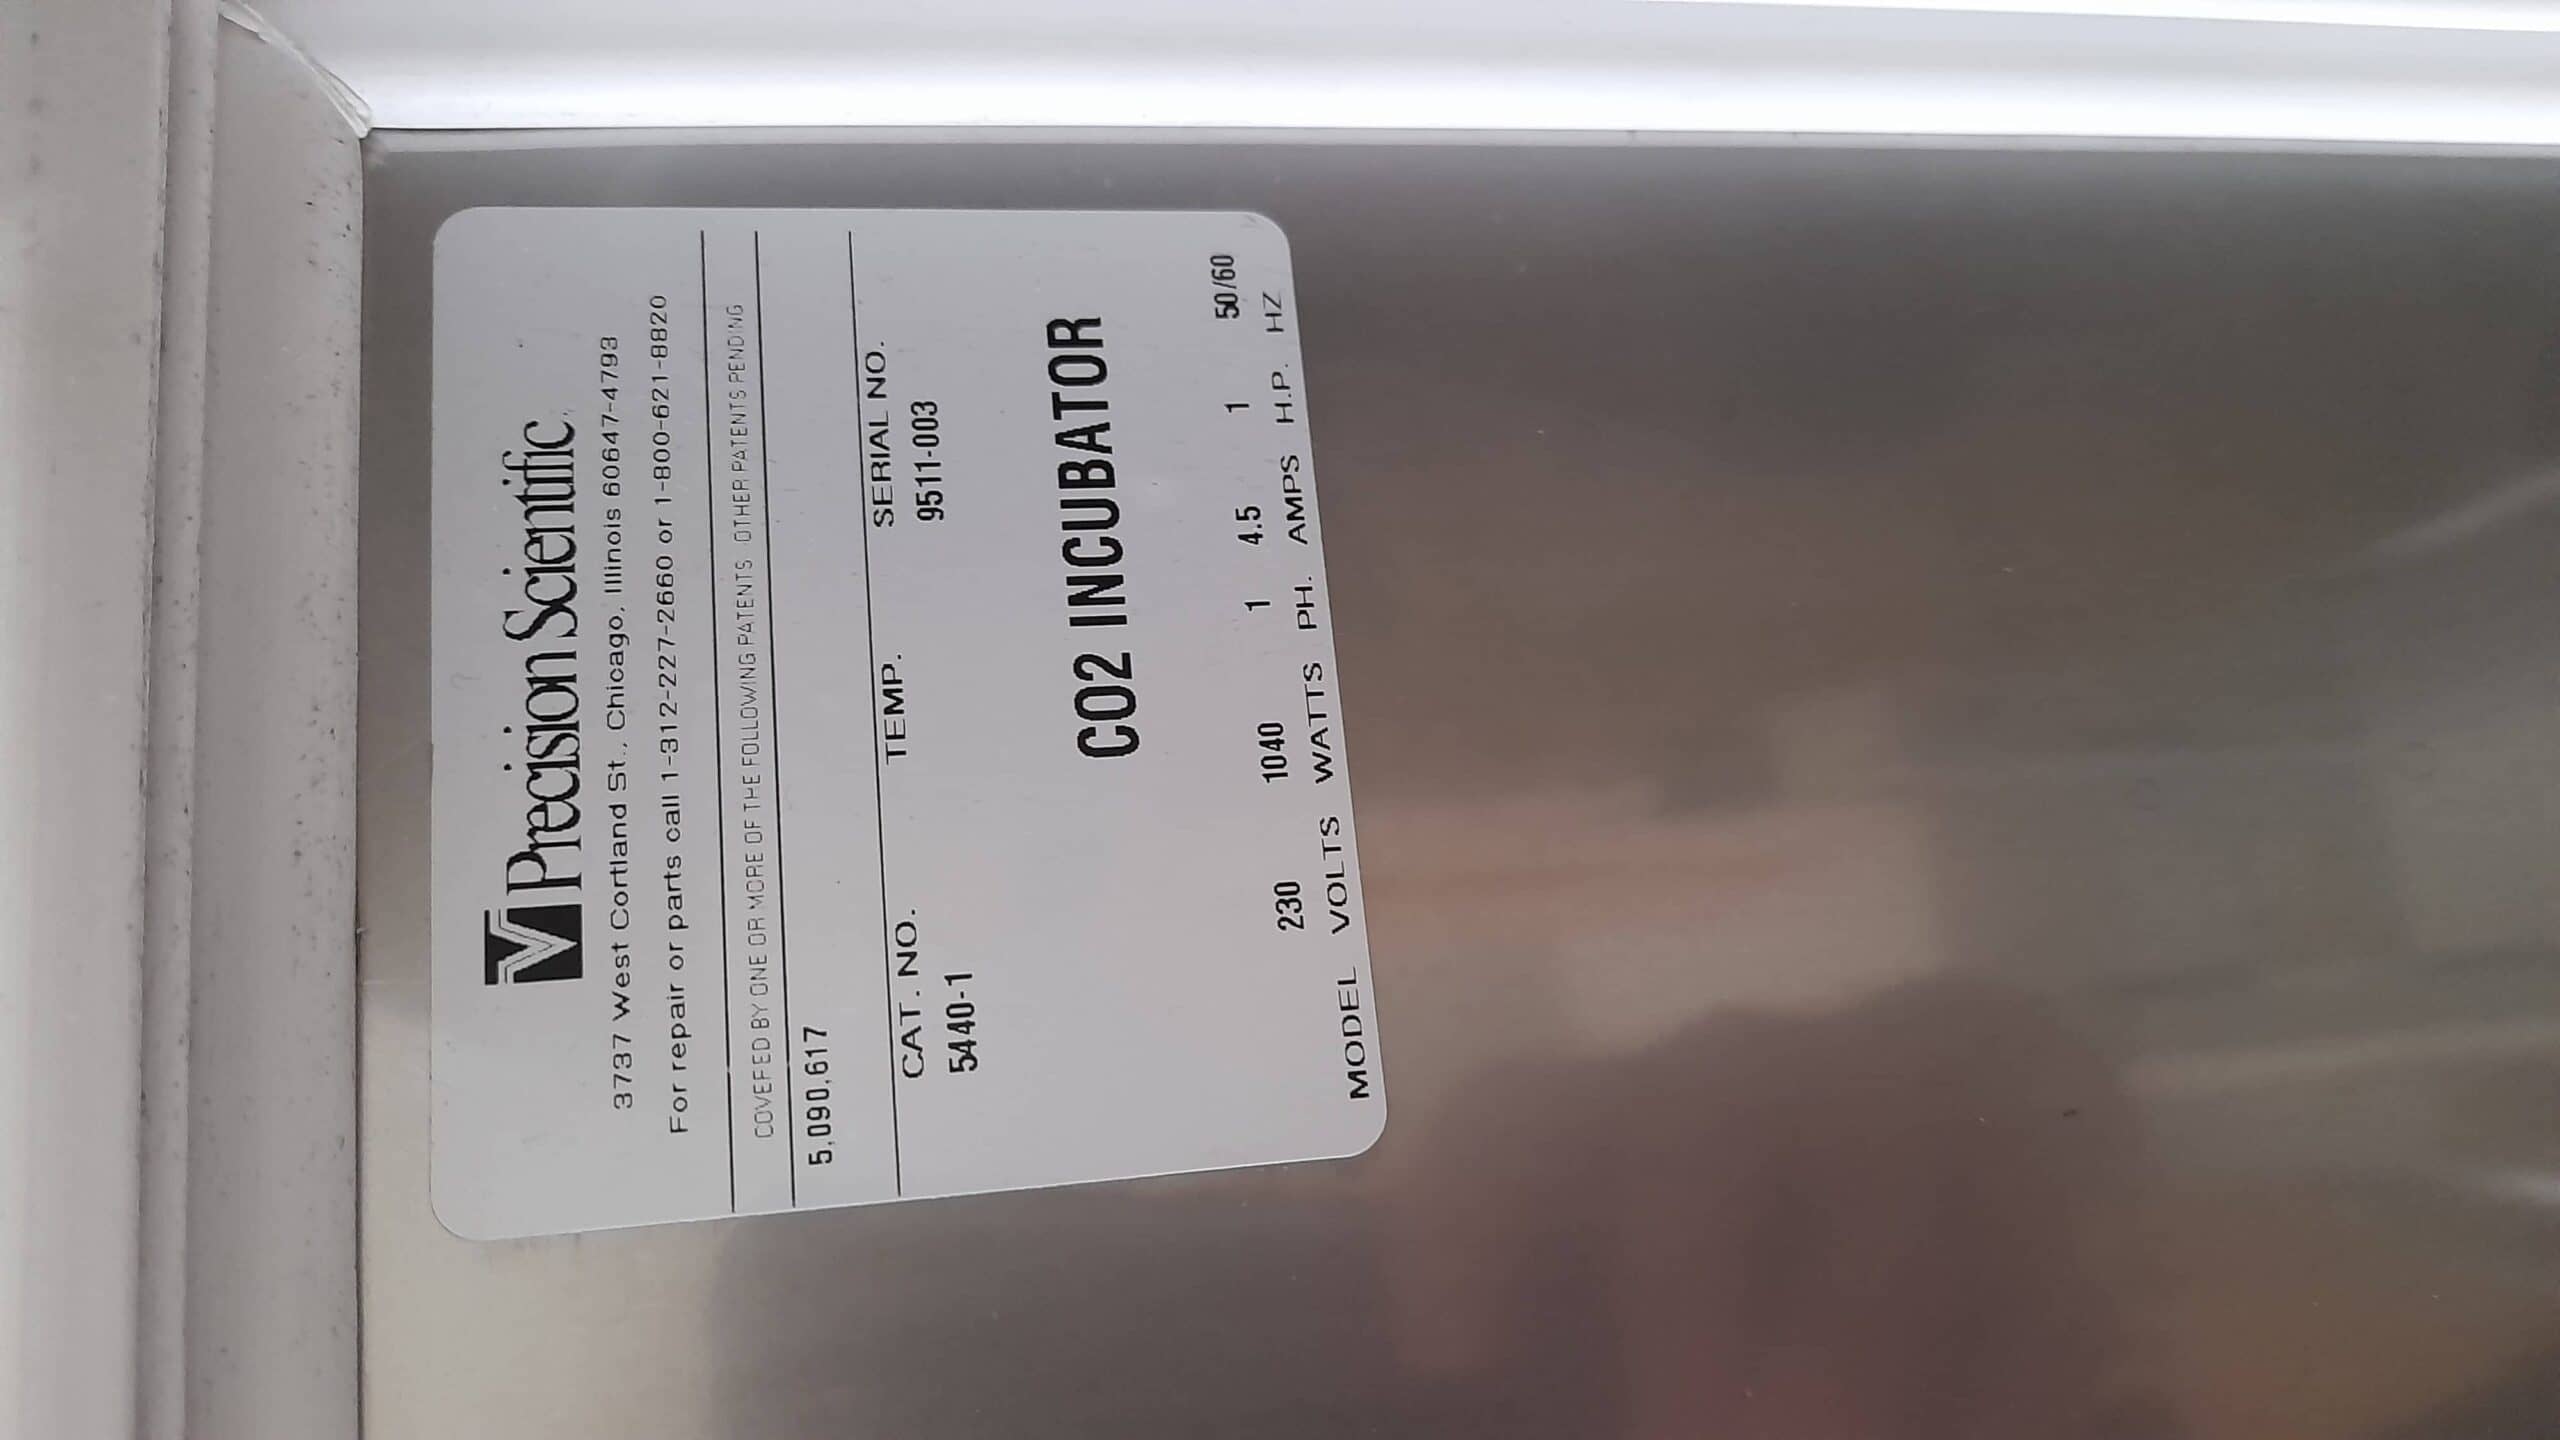 Precision Scientific
3737 West Cortland St., Chicago, Illinois 60647-4793
For repair or parts call 1-312-227-2660 or 1-800-621-8820
COVERED BY ONE OR MORE OF THE FOLLOWING PATENTS OTHER PATENTS PENDING
5,090,617
CAT. NO. TEMP. SERIAL NO.
5440-1 9511-003
CO2 INCUBATOR
230 1040 1 4.5 1 50/60
MODEL VOLTS WATTS PH. AMPS H.P. HZ